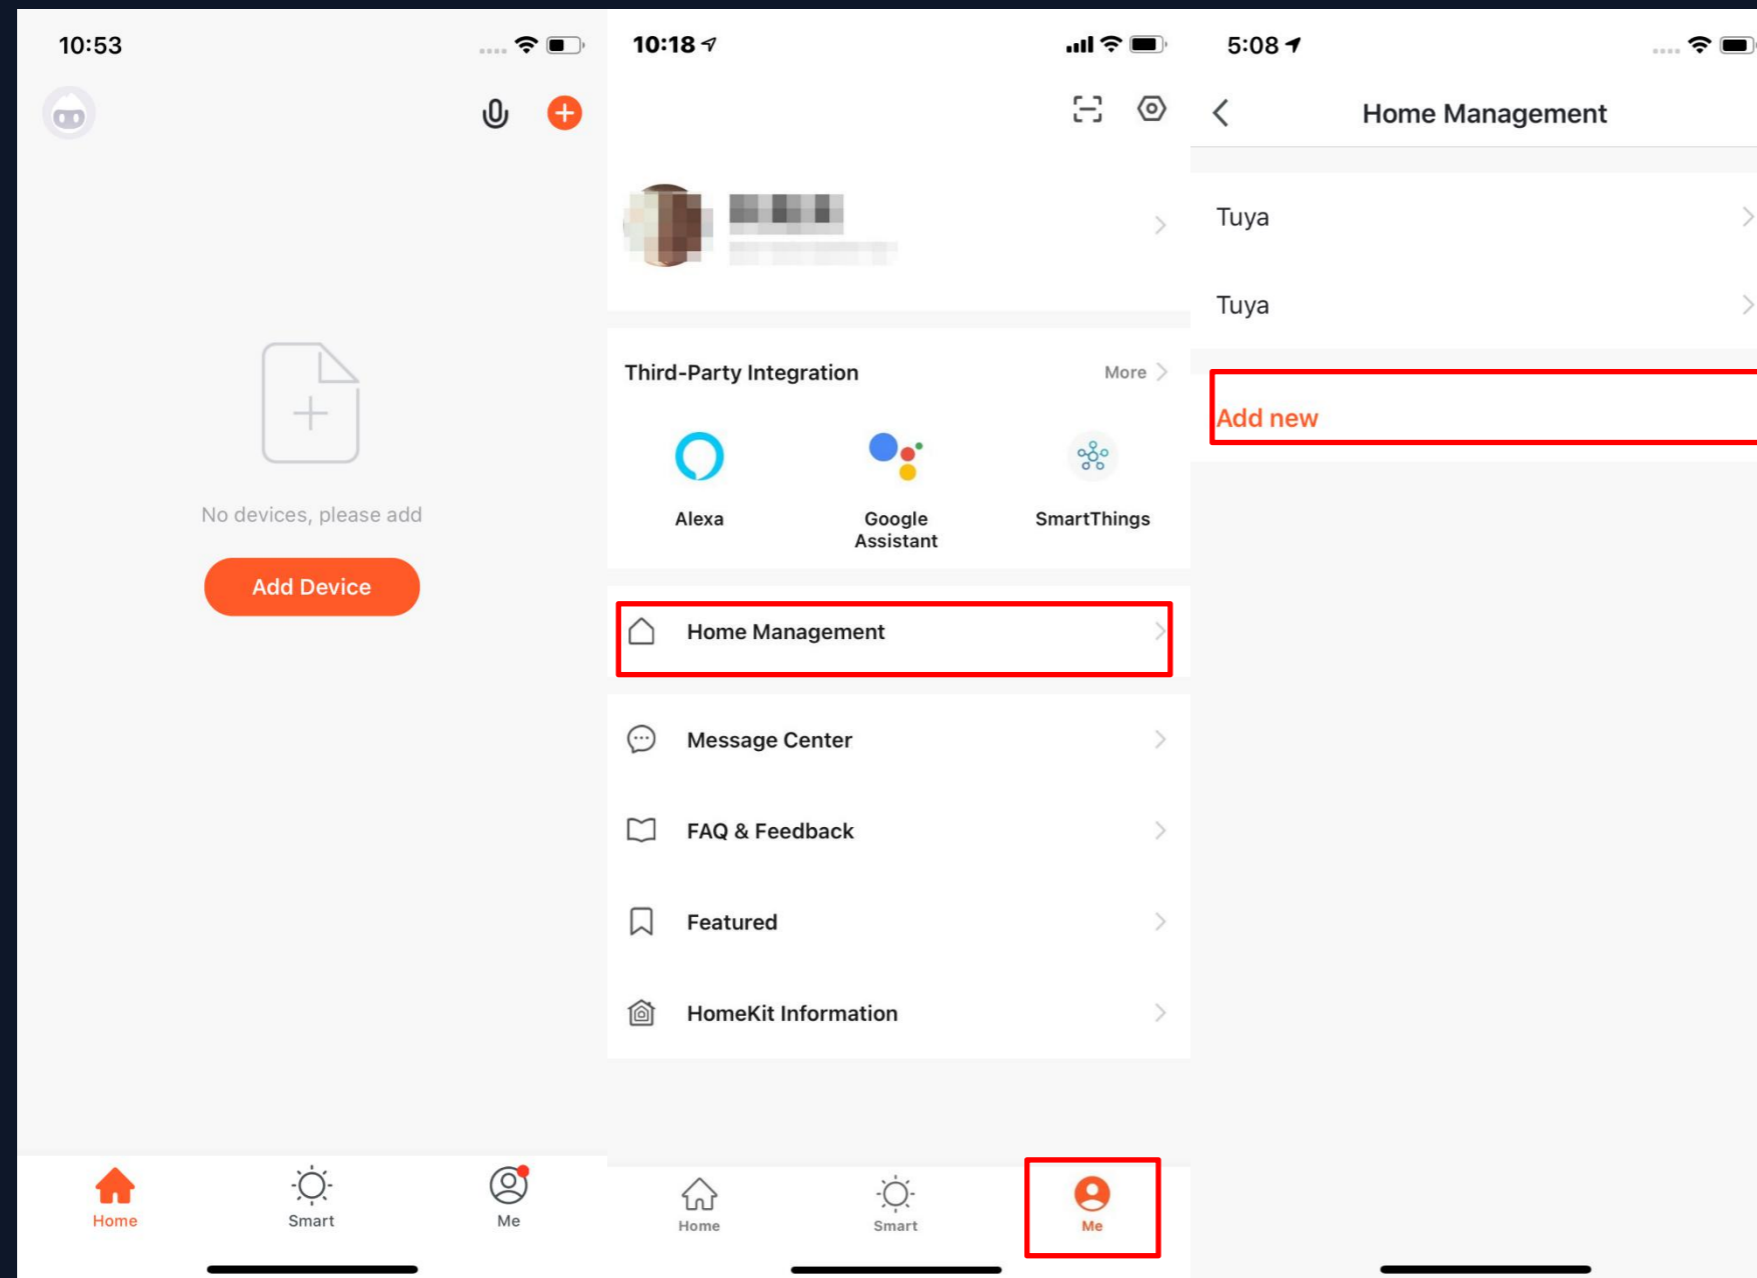 10:53
No devices, please add
Add Device
Home
Smart
Me
10:18
Third-Party Integration
More
Alexa
Google
Assistant
SmartThings
Home Management
Message Center
FAQ & Feedback
Featured
HomeKit Information
Home
Smart
Me
5:08
Home Management
Tuya
Tuya
Add new